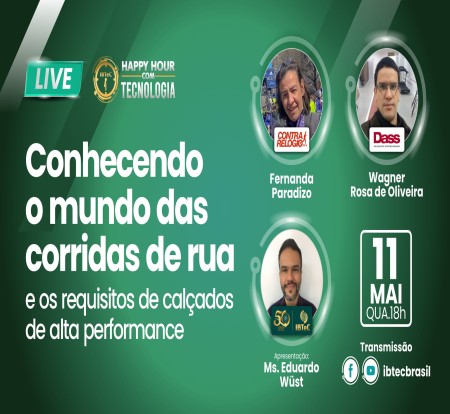 LIVE
IBTeC
HAPPY HOUR
COM
TECNOLOGIA
Conhecendo
o mundo das
corridas de rua
e os requisitos de calçados
de alta performance
CONTRA
RELÓGIO
Fernanda
Paradizo
Dass
Wagner
Rosa de Oliveira
50
IBTeC
Apresentação:
Ms. Eduardo
Wüst
11
MAI
QUA.18h
Transmissão
ibtecbrasil